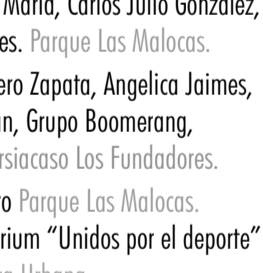 María, Carlos Julio González,
es. Parque Las Malocas.
ero Zapata, Angelica Jaimes,
n, Grupo Boomerang,
rsiacaso Los Fundadores.
o Parque Las Malocas.
rium “Unidos por el deporte”